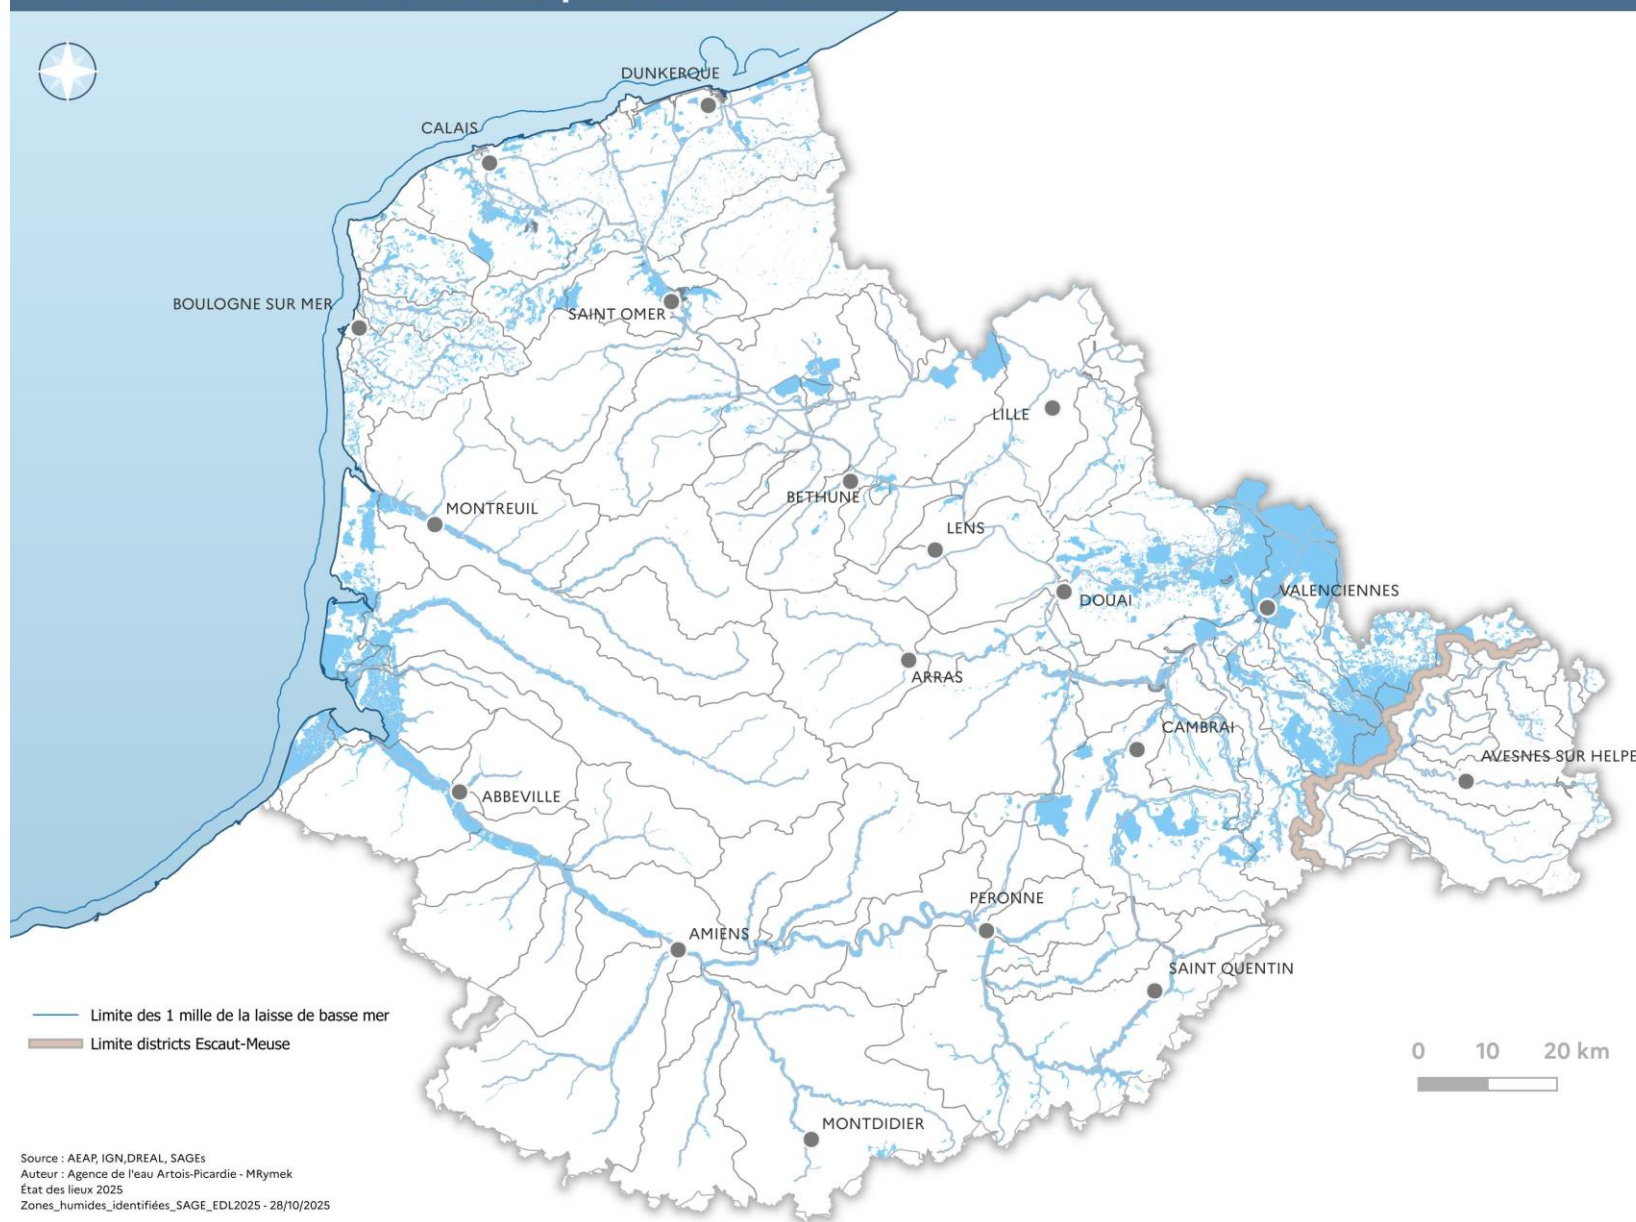 DUNKERQUE
CALAIS
BOULOGNE SUR MER
SAINT OMER
LILLE
BETHUNE
MONTREUIL
LENS
VALENCIENNES
DOUAI
ARRAS
CAMBRAI
AVESNES SUR HELPE
ABBEVILLE
PERONNE
AMIENS
SAINT QUENTIN
MONTDIDIER
Limite des 1 mille de la laisse de basse mer
Limite districts Escaut-Meuse
0 10 20 km
Source : AEAP, IGN,DREAL, SAGEs
Auteur : Agence de l'eau Artois-Picardie - MRymek
État des lieux 2025
Zones_humides_identifiées_SAGE_EDL2025 - 28/10/2025